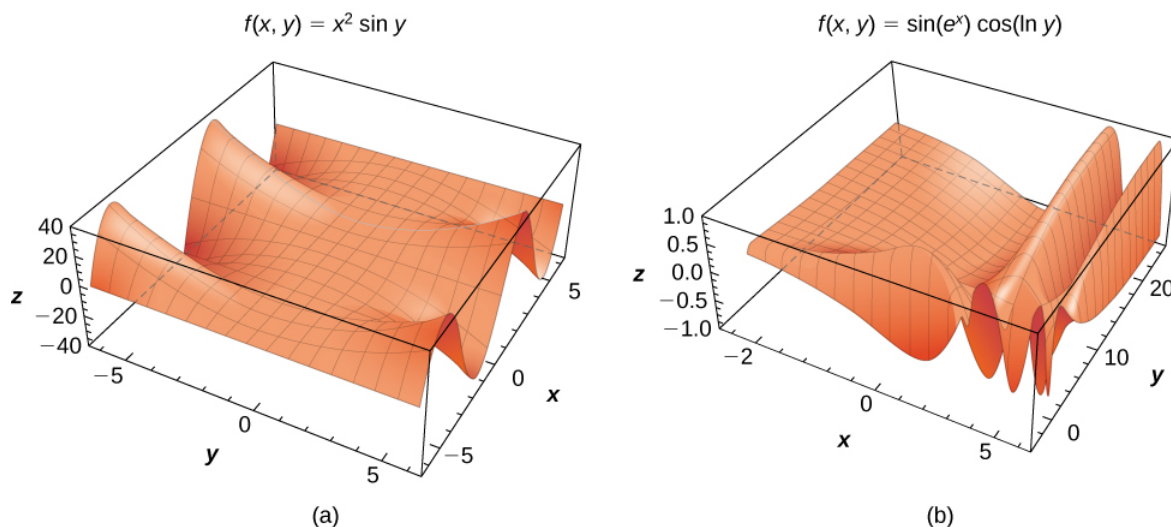 f(x, y) = x² sin y
40
20
0
−20
−40
z
−5
0
5
y
−5
0
5
x
(a)
f(x, y) = sin(eˣ) cos(ln y)
1.0
0.5
0.0
−0.5
−1.0
z
−2
0
5
x
0
10
20
y
(b)